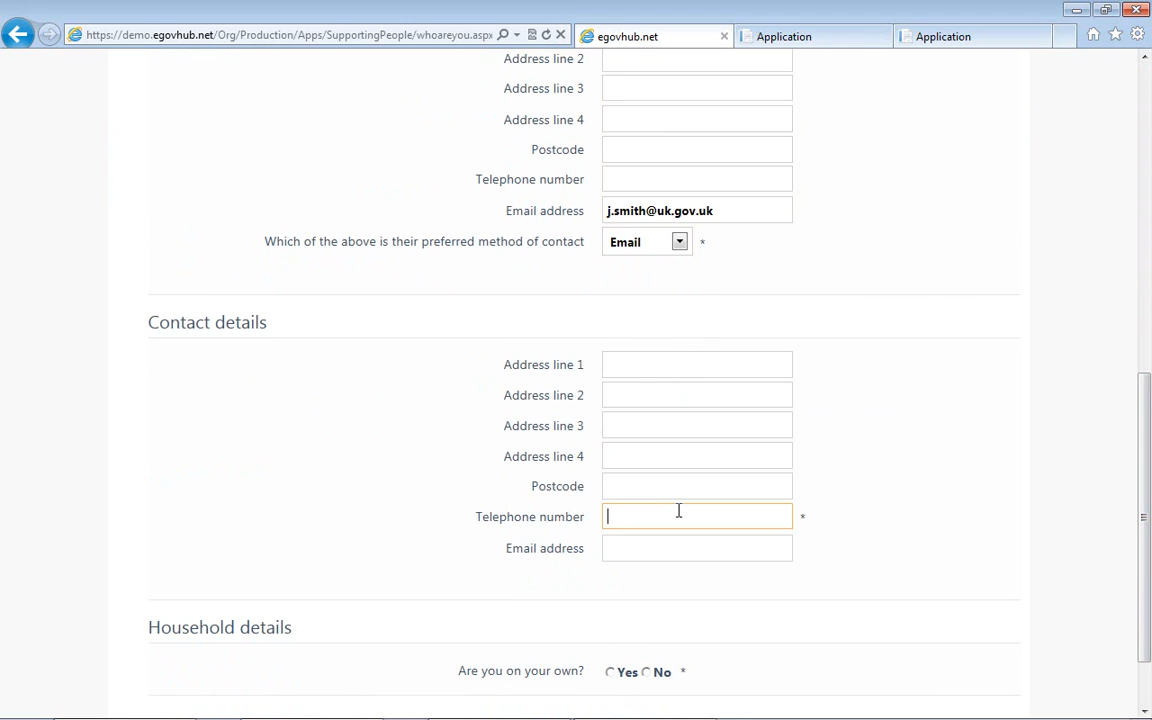 https://demo.egovhub.net/Org/Production/Apps/SupportingPeople/whoareyou.aspx
egovhub.net
Application
Application
Address line 2
Address line 3
Address line 4
Postcode
Telephone number
Email address j.smith@uk.gov.uk
Which of the above is their preferred method of contact Email *
Contact details
Address line 1
Address line 2
Address line 3
Address line 4
Postcode
Telephone number *
Email address
Household details
Are you on your own? Yes No *